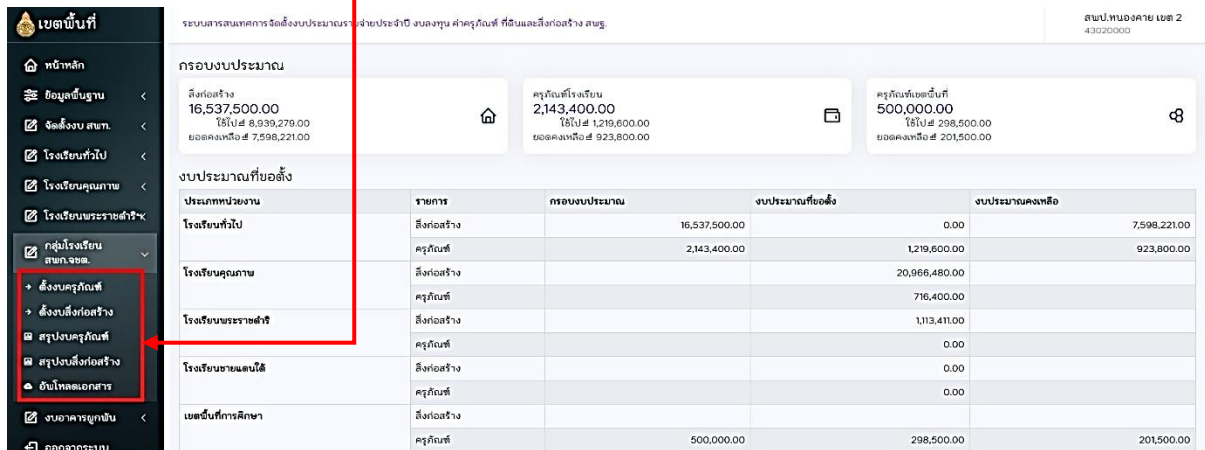 เขตพื้นที่
ระบบสารสนเทศการจัดตั้งงบประมาณรายจ่ายประจำปี งบลงทุน ค่าครุภัณฑ์ ที่ดินและสิ่งก่อสร้าง สพฐ.
สพป.หนองคาย เขต 2
43020000
หน้าหลัก
ข้อมูลพื้นฐาน
จัดตั้งงบ สพท.
โรงเรียนทั่วไป
โรงเรียนคุณภาพ
โรงเรียนพระราชดำริฯ
กลุ่มโรงเรียน
สพก.จชต.
ตั้งงบครุภัณฑ์
ตั้งงบสิ่งก่อสร้าง
สรุปงบครุภัณฑ์
สรุปงบสิ่งก่อสร้าง
อัพโหลดเอกสาร
งบอาคารผูกพัน
ออกจากระบบ
กรอบงบประมาณ
สิ่งก่อสร้าง
16,537,500.00
ใช้ไป 8,939,279.00
ยอดคงเหลือ 7,598,221.00
ครุภัณฑ์โรงเรียน
2,143,400.00
ใช้ไป 1,219,600.00
ยอดคงเหลือ 923,800.00
ครุภัณฑ์เขตพื้นที่
500,000.00
ใช้ไป 298,500.00
ยอดคงเหลือ 201,500.00
งบประมาณที่ขอตั้ง
ประเภทหน่วยงาน รายการ กรอบงบประมาณ งบประมาณที่ขอตั้ง งบประมาณคงเหลือ
โรงเรียนทั่วไป สิ่งก่อสร้าง 16,537,500.00 0.00 7,598,221.00
ครุภัณฑ์ 2,143,400.00 1,219,600.00 923,800.00
โรงเรียนคุณภาพ สิ่งก่อสร้าง 20,966,480.00
ครุภัณฑ์ 716,400.00
โรงเรียนพระราชดำริ สิ่งก่อสร้าง 1,113,411.00
ครุภัณฑ์ 0.00
โรงเรียนชายแดนใต้ สิ่งก่อสร้าง 0.00
ครุภัณฑ์ 0.00
เขตพื้นที่การศึกษา สิ่งก่อสร้าง
ครุภัณฑ์ 500,000.00 298,500.00 201,500.00